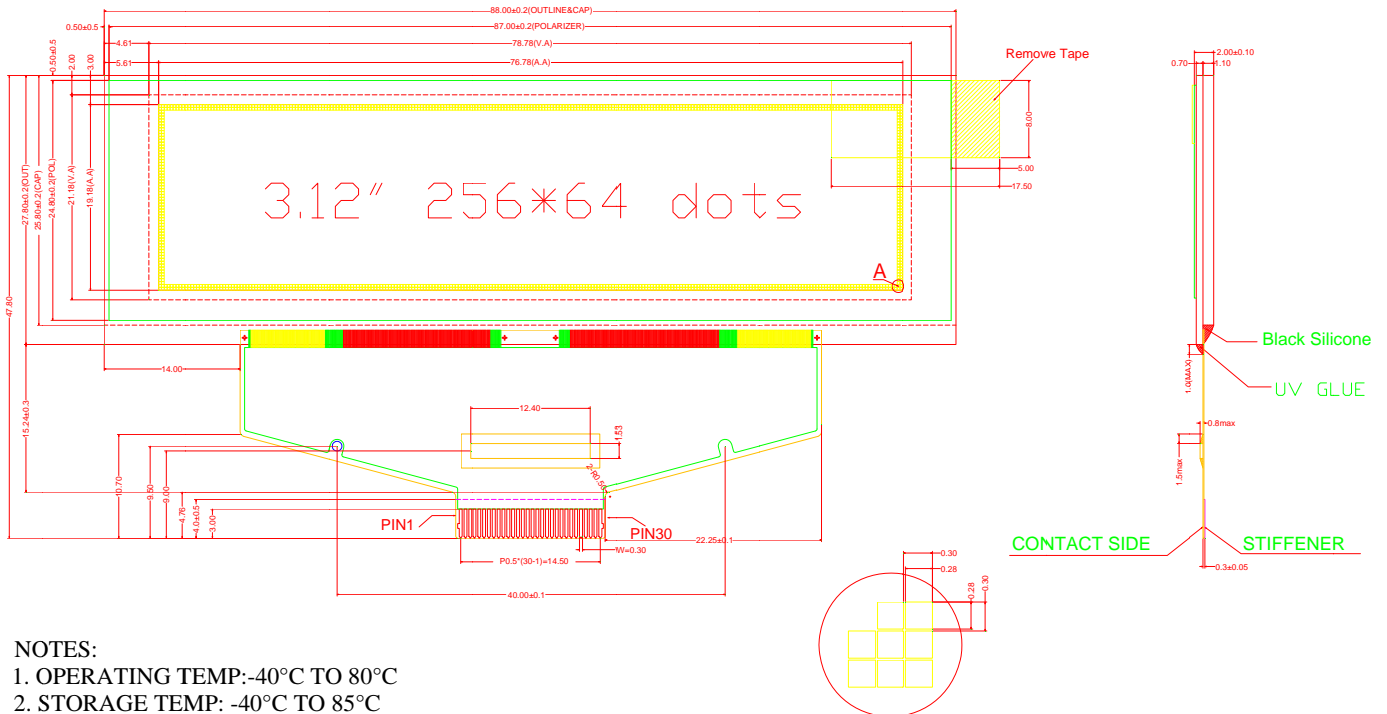 88.00±0.2(OUTLINE&CAP)
0.50±0.5
87.00±0.2(POLARIZER)
4.61
78.78(V.A)
5.61
76.78(A.A)
0.50±0.5
2.00
3.00
Remove Tape
2.00±0.10
0.70
1.10
8.00
5.00
17.50
47.80
27.80±0.2(OUT)
25.80±0.2(CAP)
24.80±0.2(POL)
21.18(V.A)
19.18(A.A)
3.12" 256*64 dots
A
Black Silicone
UV GLUE
1.0(MAX)
14.00
15.24±0.3
12.40
1.53
0.8max
1.5max
10.70
9.50
9.00
4.76
4.0±0.5
3.00
2-R0.50
PIN1
PIN30
W=0.30
22.25±0.1
P0.5*(30-1)=14.50
40.00±0.1
CONTACT SIDE
STIFFENER
0.3±0.05
0.30
0.28
0.28
0.30
NOTES:
1. OPERATING TEMP:-40°C TO 80°C
2. STORAGE TEMP: -40°C TO 85°C